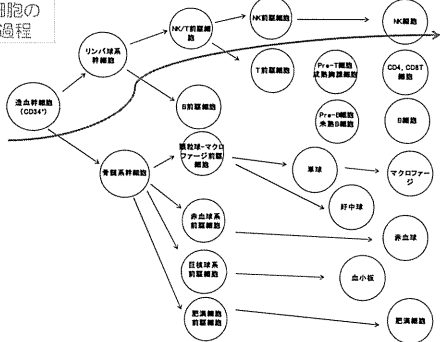 細胞の
過程
NK/T前駆細
胞
NK前駆細胞
NK細胞
リンパ球系
幹細胞
T前駆細胞
Pre-T細胞
成熟胸腺細胞
CD4, CD8T
細胞
造血幹細胞
(CD34⁺)
B前駆細胞
Pre-B細胞
未熟B細胞
B細胞
顆粒球-マクロ
ファージ前駆
細胞
骨髄系幹細胞
単球
マクロファー
ジ
好中球
赤血球系
前駆細胞
赤血球
巨核球系
前駆細胞
血小板
肥満細胞
前駆細胞
肥満細胞